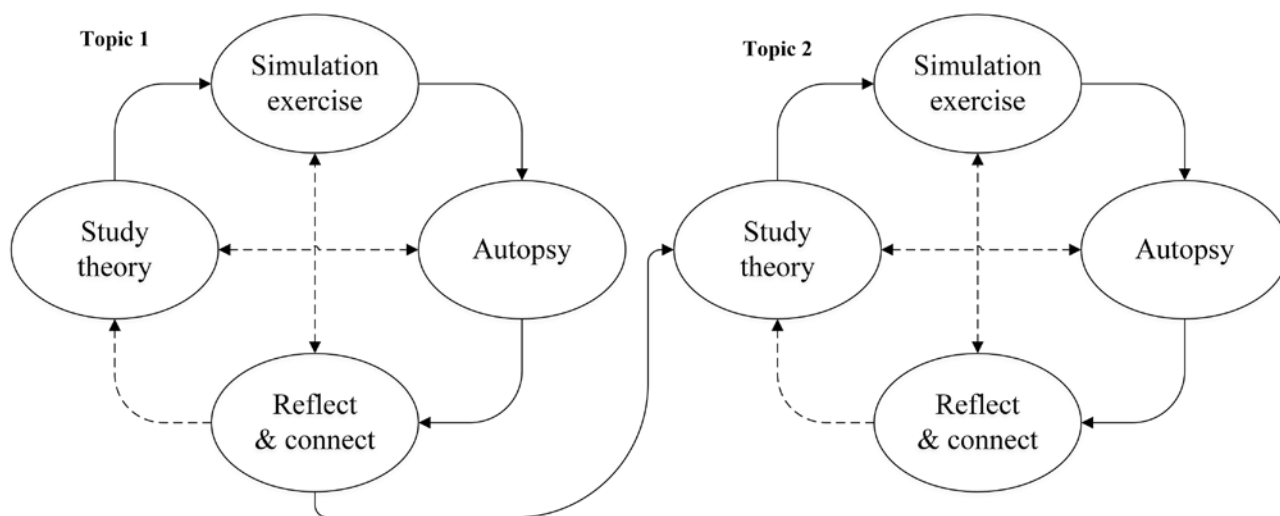 Topic 1
Simulation
exercise
Study
theory
Autopsy
Reflect
& connect
Topic 2
Simulation
exercise
Study
theory
Autopsy
Reflect
& connect